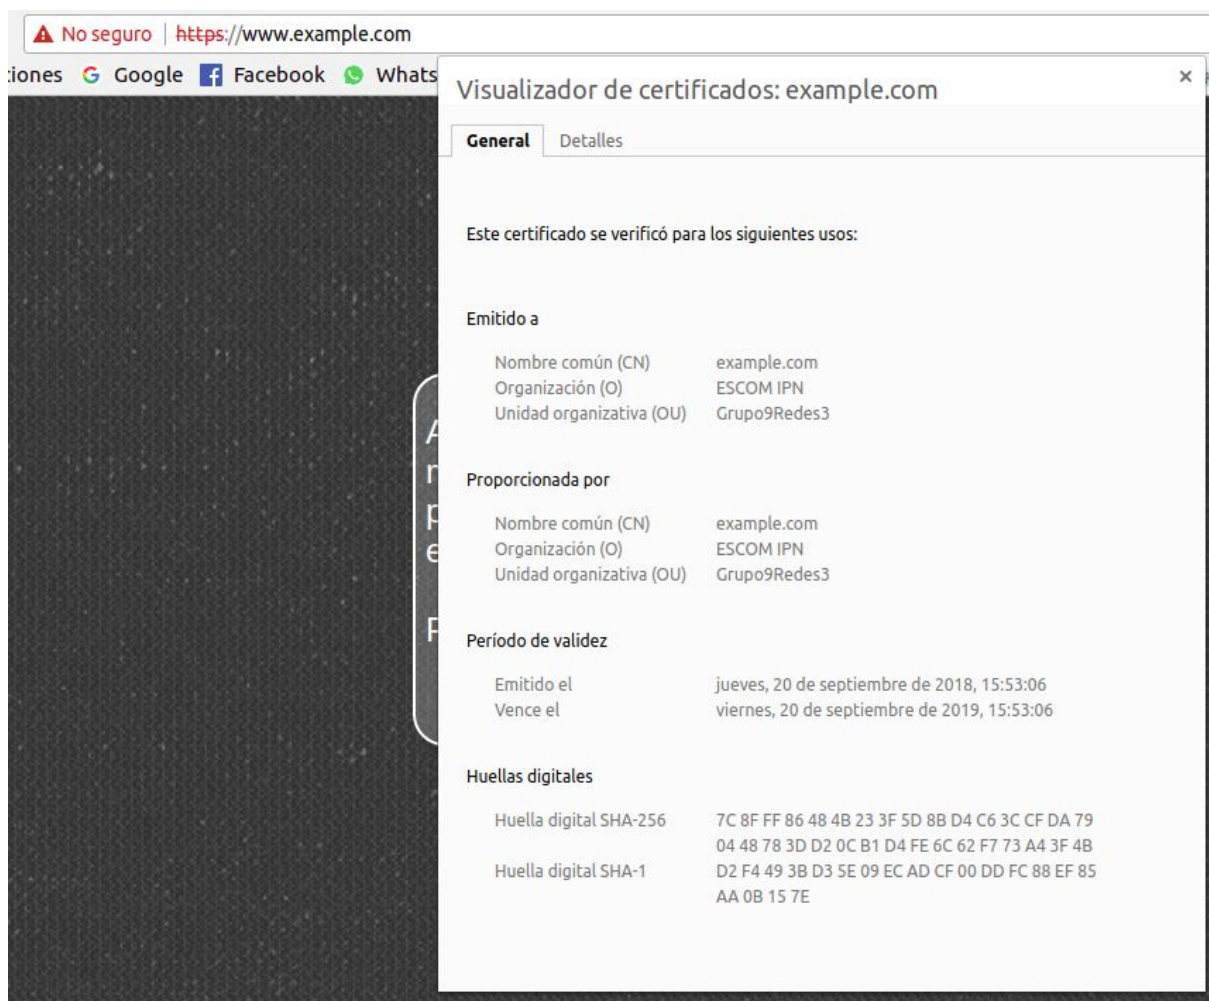 No seguro | https://www.example.com
iones Google Facebook Whats
Visualizador de certificados: example.com ×
General Detalles
Este certificado se verificó para los siguientes usos:
Emitido a
Nombre común (CN) example.com
Organización (O) ESCOM IPN
Unidad organizativa (OU) Grupo9Redes3
Proporcionada por
Nombre común (CN) example.com
Organización (O) ESCOM IPN
Unidad organizativa (OU) Grupo9Redes3
Período de validez
Emitido el jueves, 20 de septiembre de 2018, 15:53:06
Vence el viernes, 20 de septiembre de 2019, 15:53:06
Huellas digitales
Huella digital SHA-256 7C 8F FF 86 48 4B 23 3F 5D 8B D4 C6 3C CF DA 79
04 48 78 3D D2 0C B1 D4 FE 6C 62 F7 73 A4 3F 4B
Huella digital SHA-1 D2 F4 49 3B D3 5E 09 EC AD CF 00 DD FC 88 EF 85
AA 0B 15 7E